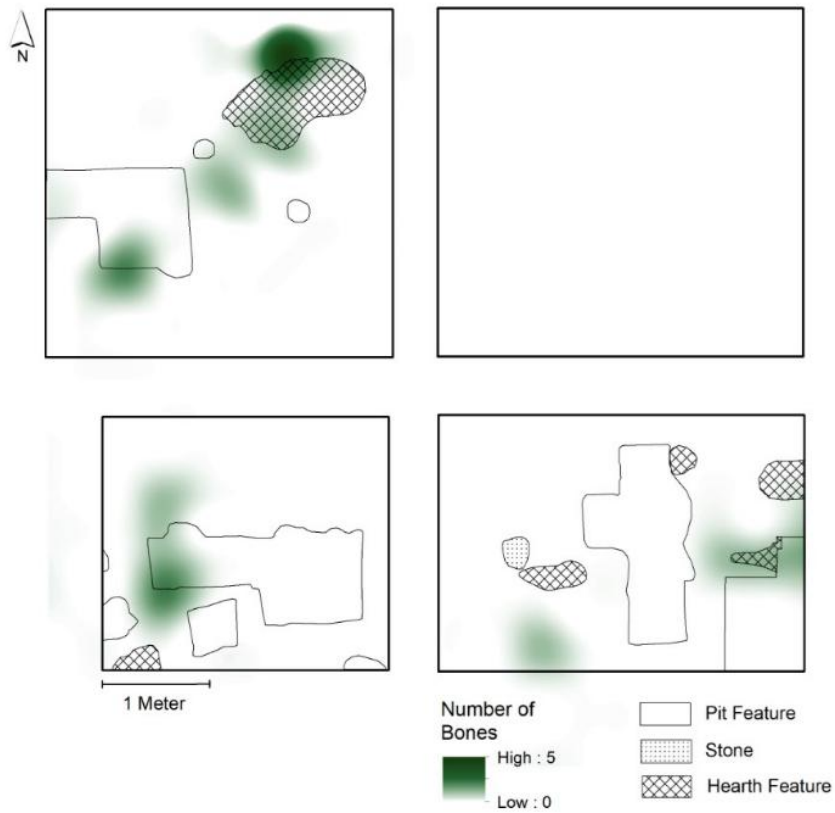 N
1 Meter
Number of
Bones
High : 5
Low : 0
Pit Feature
Stone
Hearth Feature